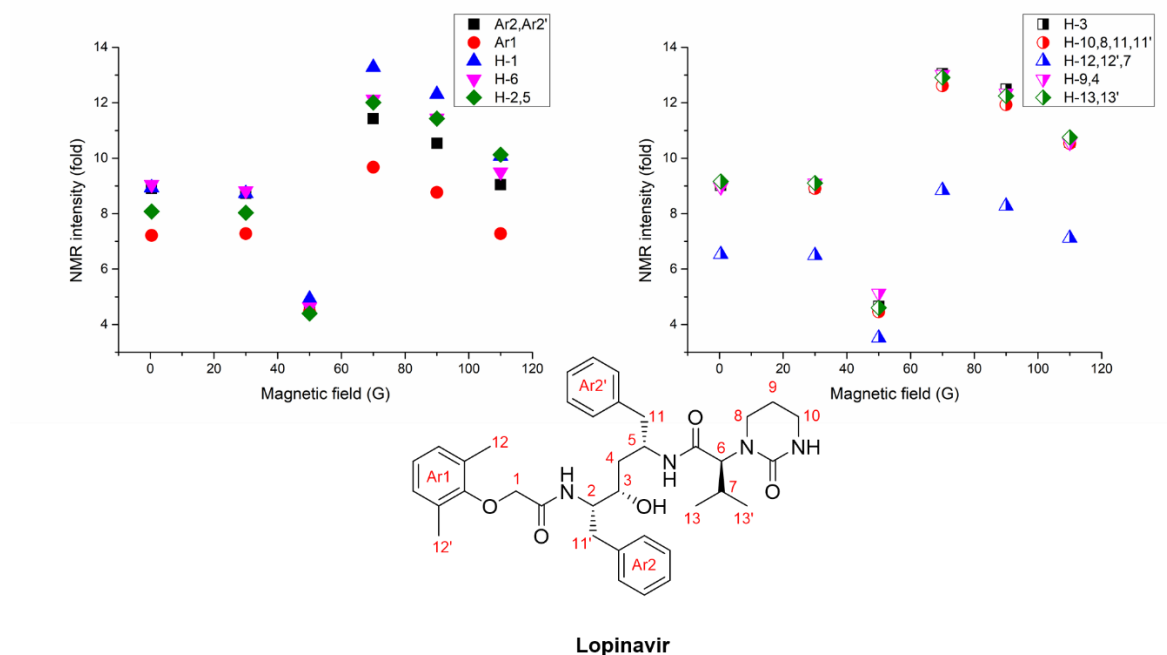 Ar2,Ar2'
Ar1
H-1
H-6
H-2,5
NMR intensity (fold)
14
12
10
8
6
4
0 20 40 60 80 100 120
Magnetic field (G)
H-3
H-10,8,11,11'
H-12,12',7
H-9,4
H-13,13'
NMR intensity (fold)
14
12
10
8
6
4
0 20 40 60 80 100 120
Magnetic field (G)
Ar2'
9
11
8
10
O
12
5
6
N
NH
4
N
H
Ar1
1
H
N
3
7
O
2
O
OH
13
13'
12'
O
11'
Ar2
Lopinavir